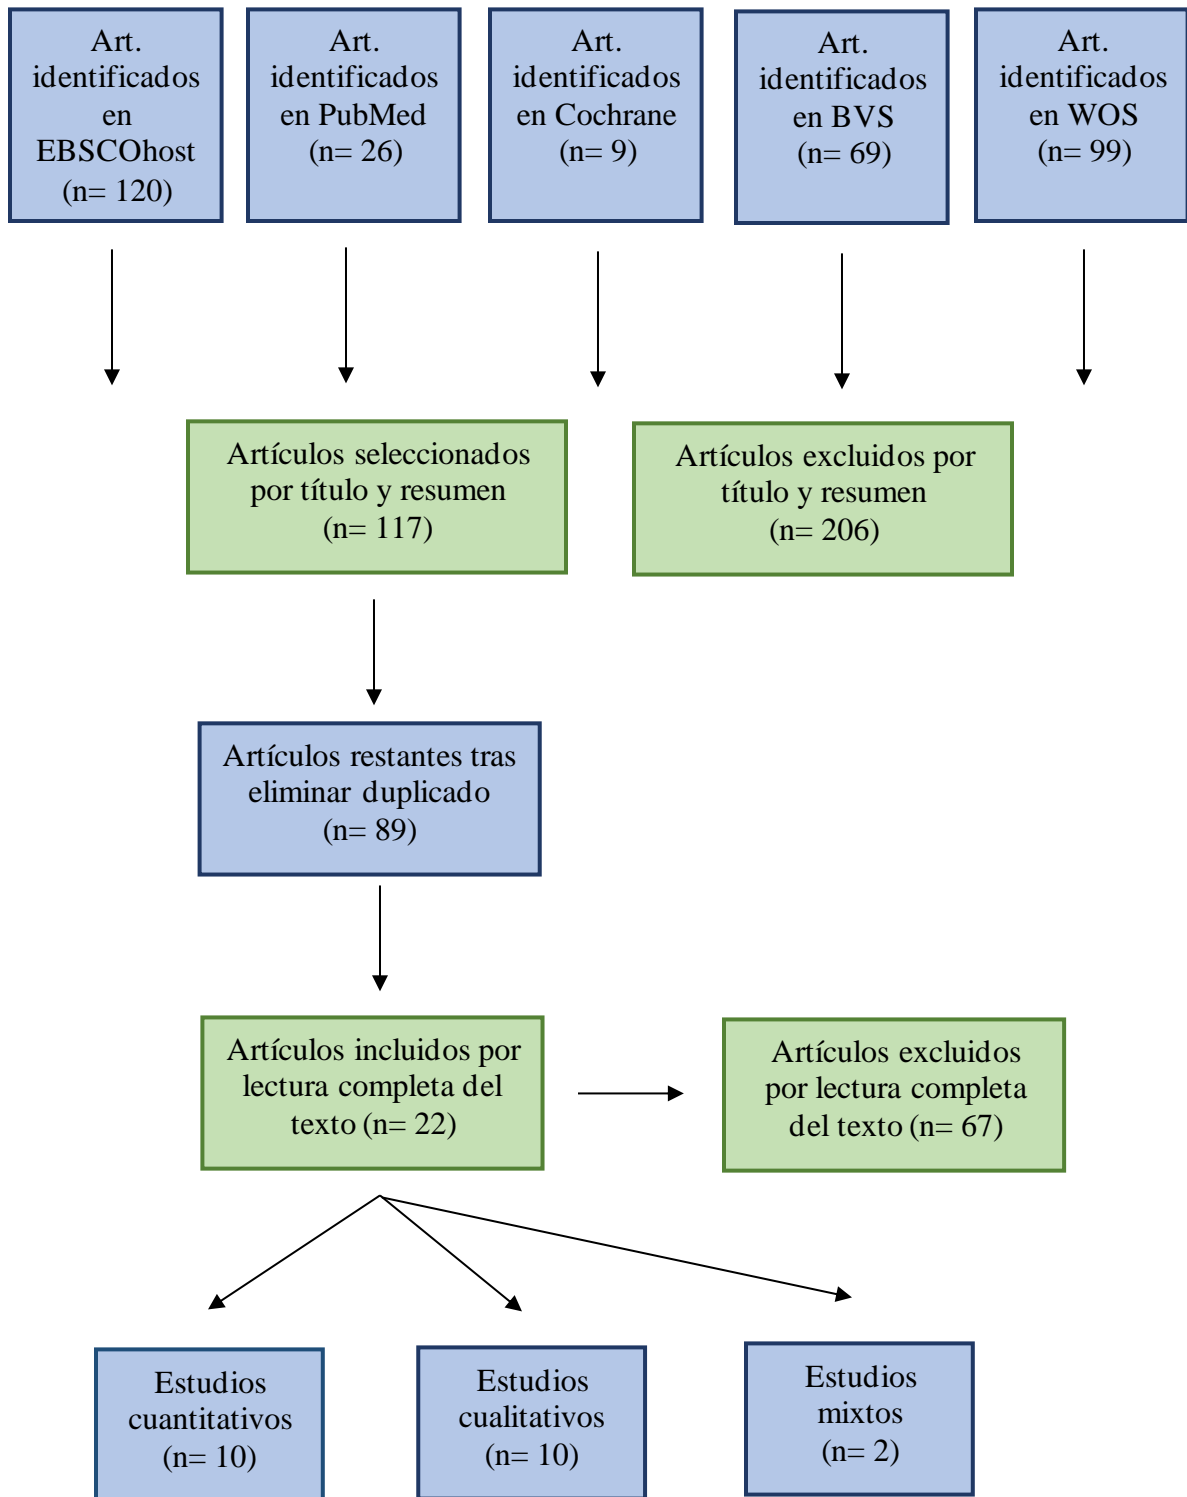 Art.
identificados
en
EBSCOhost
(n= 120)
Art.
identificados
en PubMed
(n= 26)
Art.
identificados
en Cochrane
(n= 9)
Art.
identificados
en BVS
(n= 69)
Art.
identificados
en WOS
(n= 99)
Artículos seleccionados
por título y resumen
(n= 117)
Artículos excluidos por
título y resumen
(n= 206)
Artículos restantes tras
eliminar duplicado
(n= 89)
Artículos incluidos por
lectura completa del
texto (n= 22)
Artículos excluidos
por lectura completa
del texto (n= 67)
Estudios
cuantitativos
(n= 10)
Estudios
cualitativos
(n= 10)
Estudios
mixtos
(n= 2)